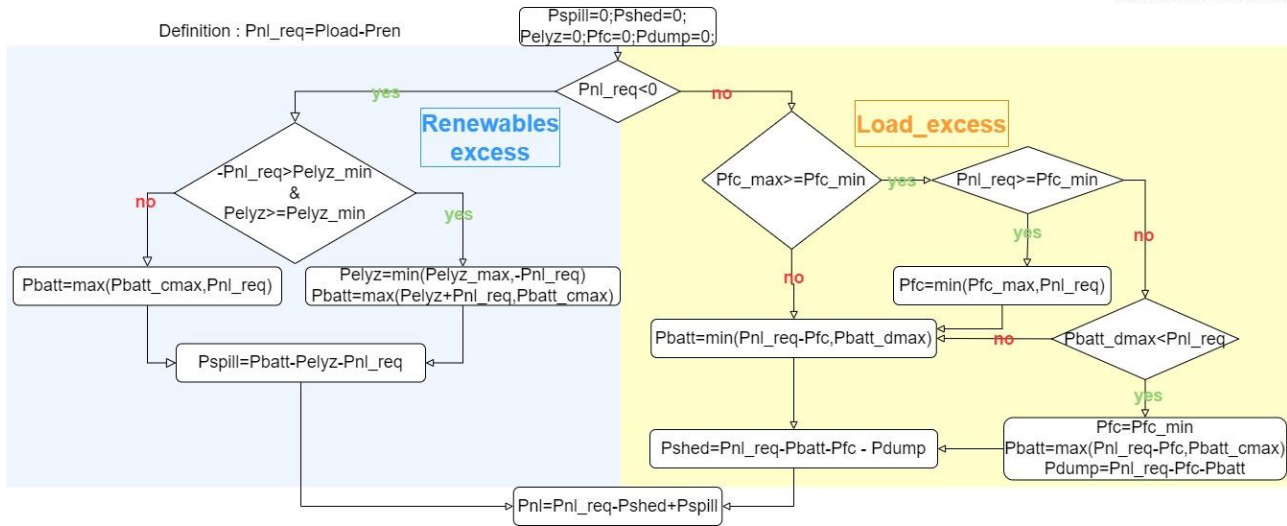 Definition : Pnl_req=Pload-Pren
Pspill=0;Pshed=0;
Pelyz=0;Pfc=0;Pdump=0;
Pnl_req<0
yes
no
Renewables
excess
Load_excess
-Pnl_req>Pelyz_min
&
Pelyz>=Pelyz_min
no
yes
Pbatt=max(Pbatt_cmax,Pnl_req)
Pelyz=min(Pelyz_max,-Pnl_req)
Pbatt=max(Pelyz+Pnl_req,Pbatt_cmax)
Pspill=Pbatt-Pelyz-Pnl_req
Pfc_max>=Pfc_min
yes
Pnl_req>=Pfc_min
no
yes
no
Pfc=min(Pfc_max,Pnl_req)
Pbatt=min(Pnl_req-Pfc,Pbatt_dmax)
no
Pbatt_dmax<Pnl_req
yes
Pfc=Pfc_min
Pbatt=max(Pnl_req-Pfc,Pbatt_cmax)
Pdump=Pnl_req-Pfc-Pbatt
Pshed=Pnl_req-Pbatt-Pfc - Pdump
Pnl=Pnl_req-Pshed+Pspill